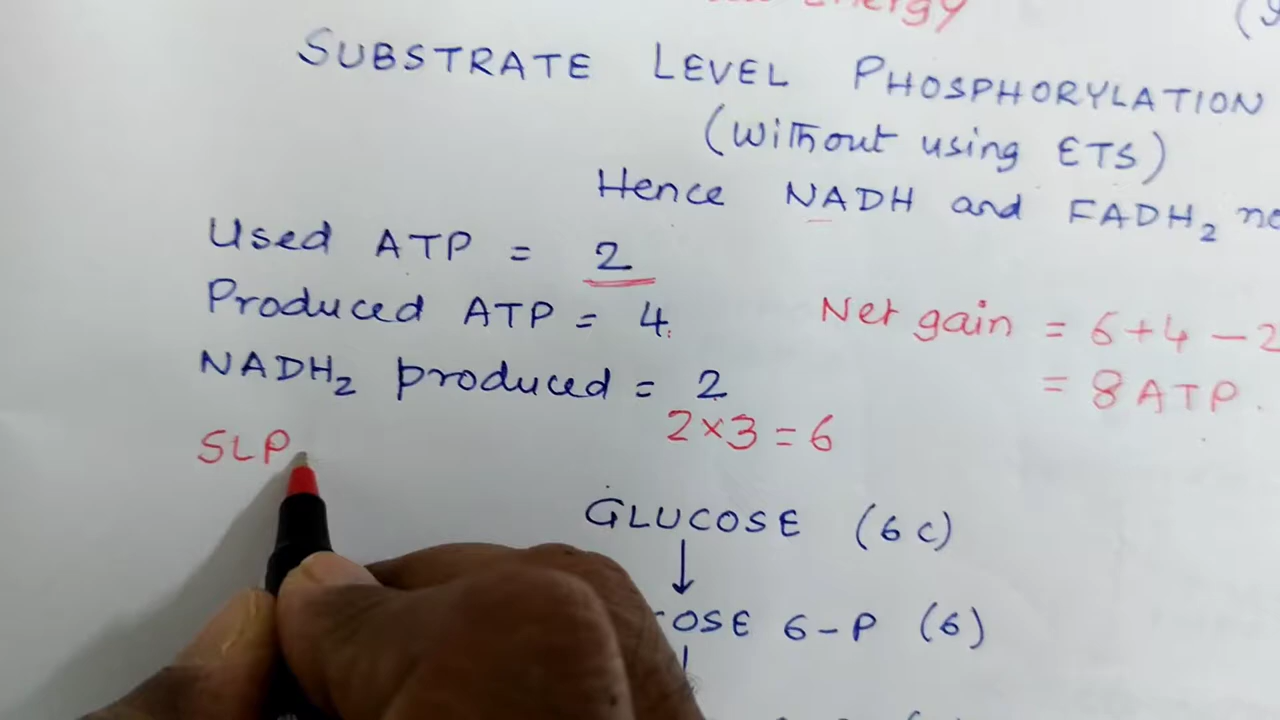 Energy
SUBSTRATE LEVEL PHOSPHORYLATION
(Without using ETS)
Hence NADH and FADH₂
Used ATP = 2
Produced ATP = 4
NADH₂ produced = 2
2×3=6
Net gain = 6+4-2
= 8 ATP.
SLP
GLUCOSE (6C)
↓
OSE 6-P (6)